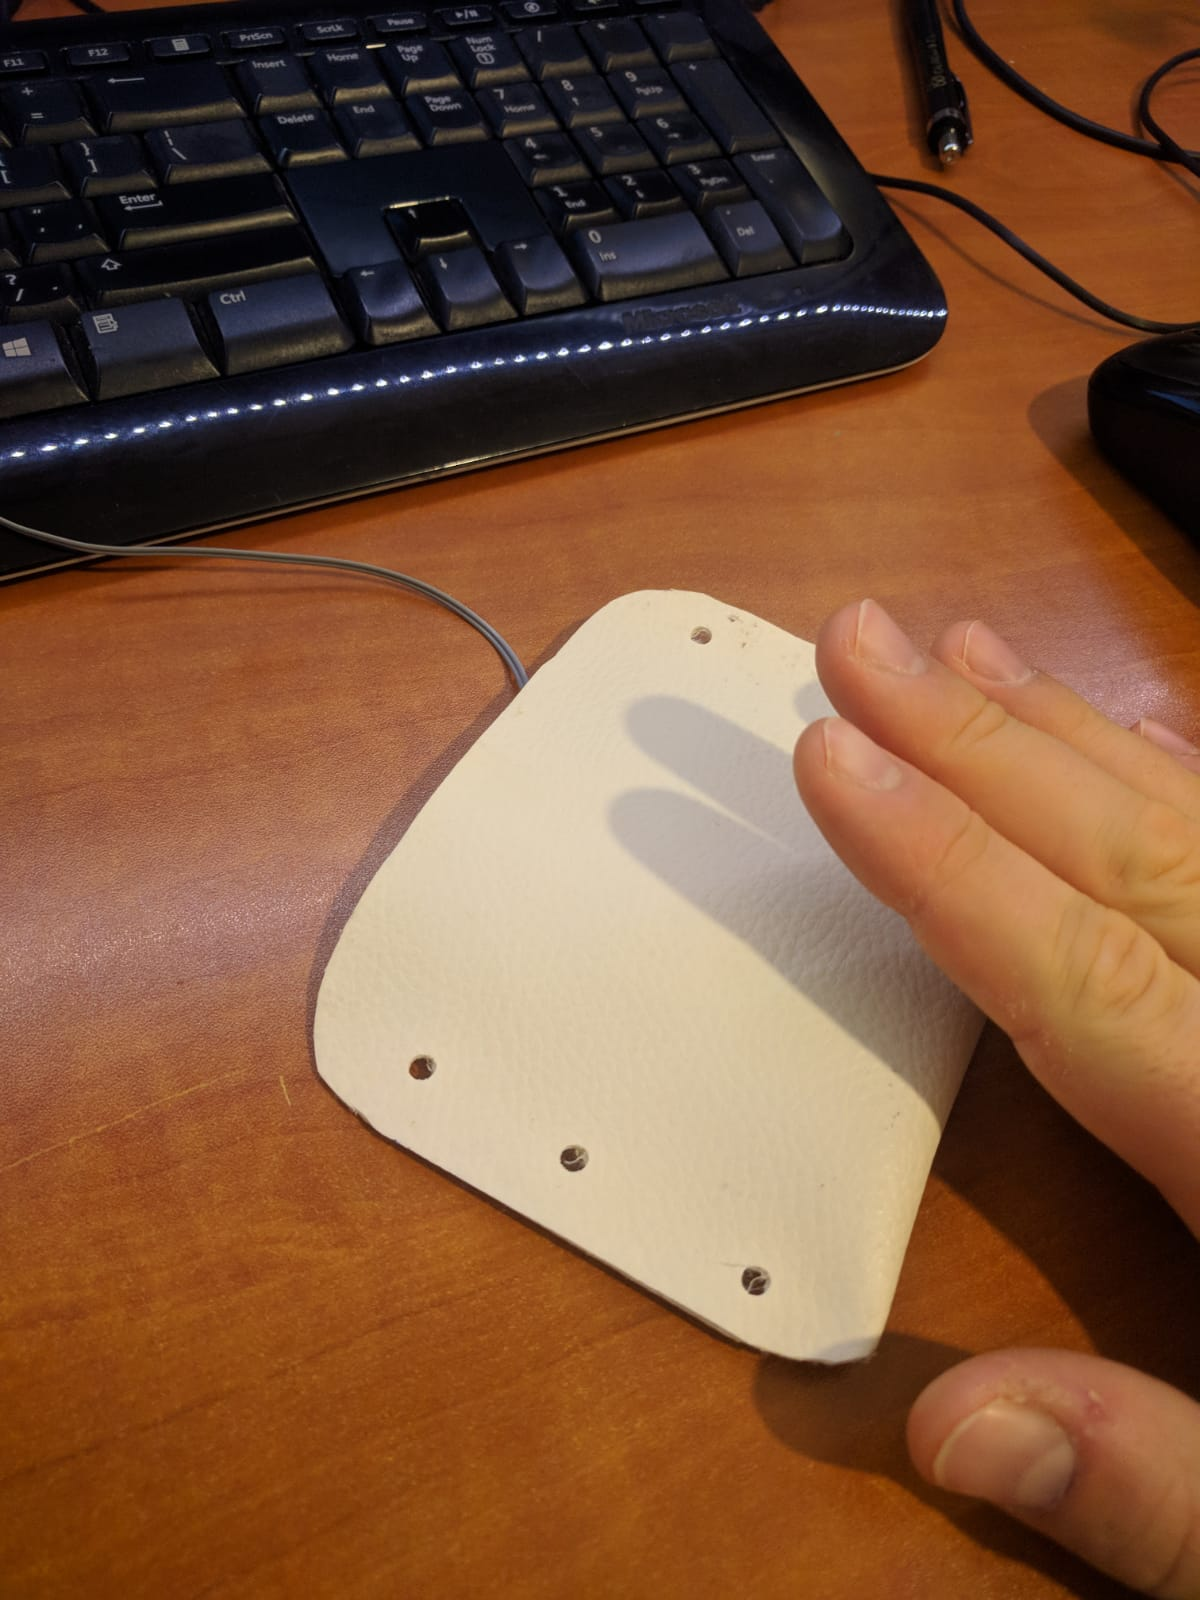 F11 F12 PrtScn ScrLk Pause
Insert Home Page Up Num Lock /
+ = Delete End Page Down 7 Home 8 9 PgUp +
[ } ] | \ 4 5 6
" ' Enter 1 End 2 3 PgDn Enter
? / 0 Ins . Del
Ctrl
Microsoft